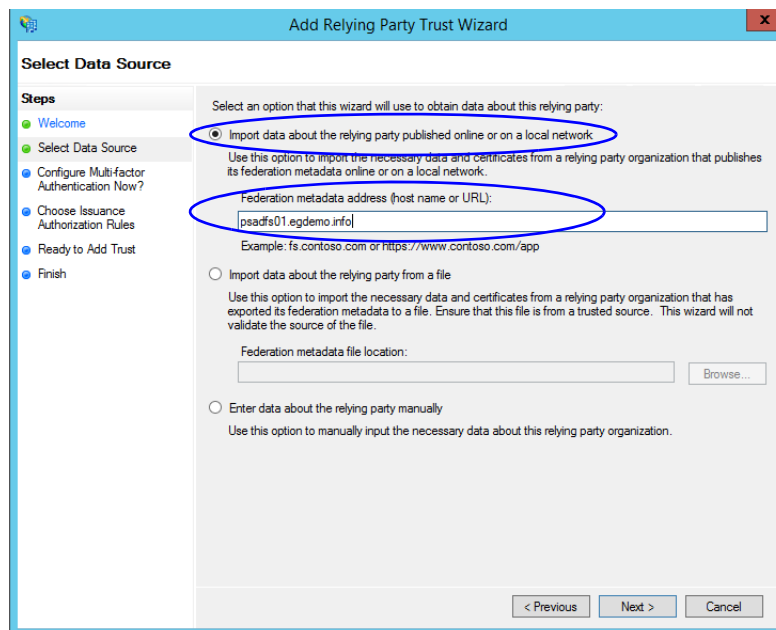 Add Relying Party Trust Wizard
x
Select Data Source
Steps
Welcome
Select Data Source
Configure Multi-factor
Authentication Now?
Choose Issuance
Authorization Rules
Ready to Add Trust
Finish
Select an option that this wizard will use to obtain data about this relying party:
Import data about the relying party published online or on a local network
Use this option to import the necessary data and certificates from a relying party organization that publishes
its federation metadata online or on a local network.
Federation metadata address (host name or URL):
psadfs01.egdemo.info
Example: fs.contoso.com or https://www.contoso.com/app
Import data about the relying party from a file
Use this option to import the necessary data and certificates from a relying party organization that has
exported its federation metadata to a file. Ensure that this file is from a trusted source. This wizard will not
validate the source of the file.
Federation metadata file location:
Browse...
Enter data about the relying party manually
Use this option to manually input the necessary data about this relying party organization.
< Previous
Next >
Cancel